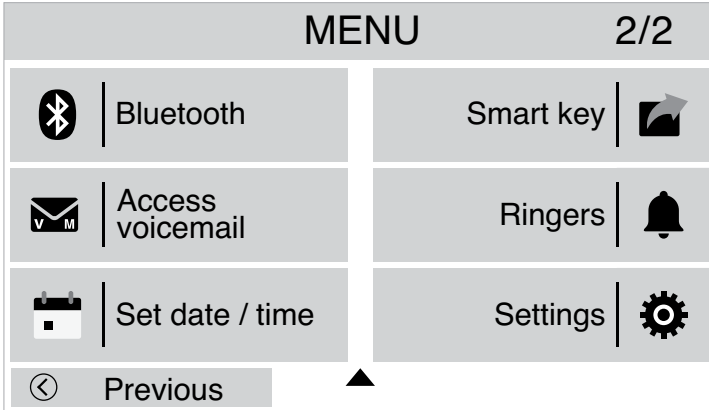 MENU 2/2
Bluetooth
Smart key
Access
voicemail
V M
Ringers
Set date / time
Settings
Previous